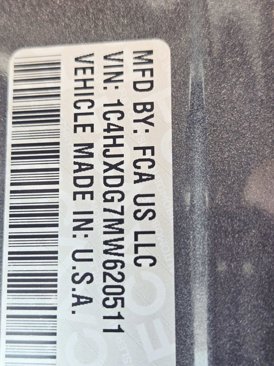 MFD BY: FCA US LLC
VIN: 1C4HJXDG7MW620511
VEHICLE MADE IN: U.S.A.